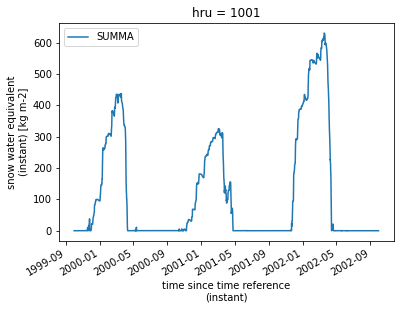 hru = 1001
SUMMA
snow water equivalent
(instant) [kg m-2]
600
500
400
300
200
100
0
1999-09
2000-01
2000-05
2000-09
2001-01
2001-05
2001-09
2002-01
2002-05
2002-09
time since time reference
(instant)